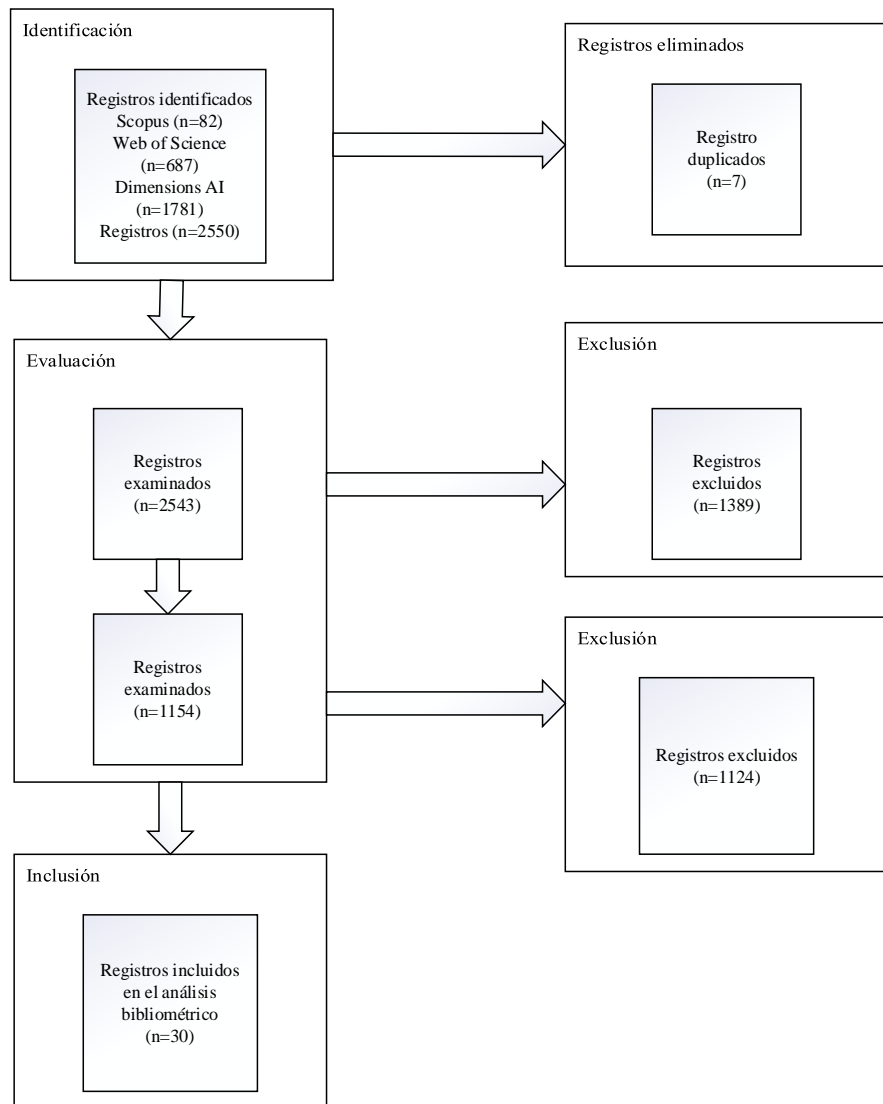 Identificación
Registros identificados
Scopus (n=82)
Web of Science
(n=687)
Dimensions AI
(n=1781)
Registros (n=2550)
Registros eliminados
Registro
duplicados
(n=7)
Evaluación
Registros
examinados
(n=2543)
Exclusión
Registros
excluidos
(n=1389)
Registros
examinados
(n=1154)
Exclusión
Registros excluidos
(n=1124)
Inclusión
Registros incluidos
en el análisis
bibliométrico
(n=30)